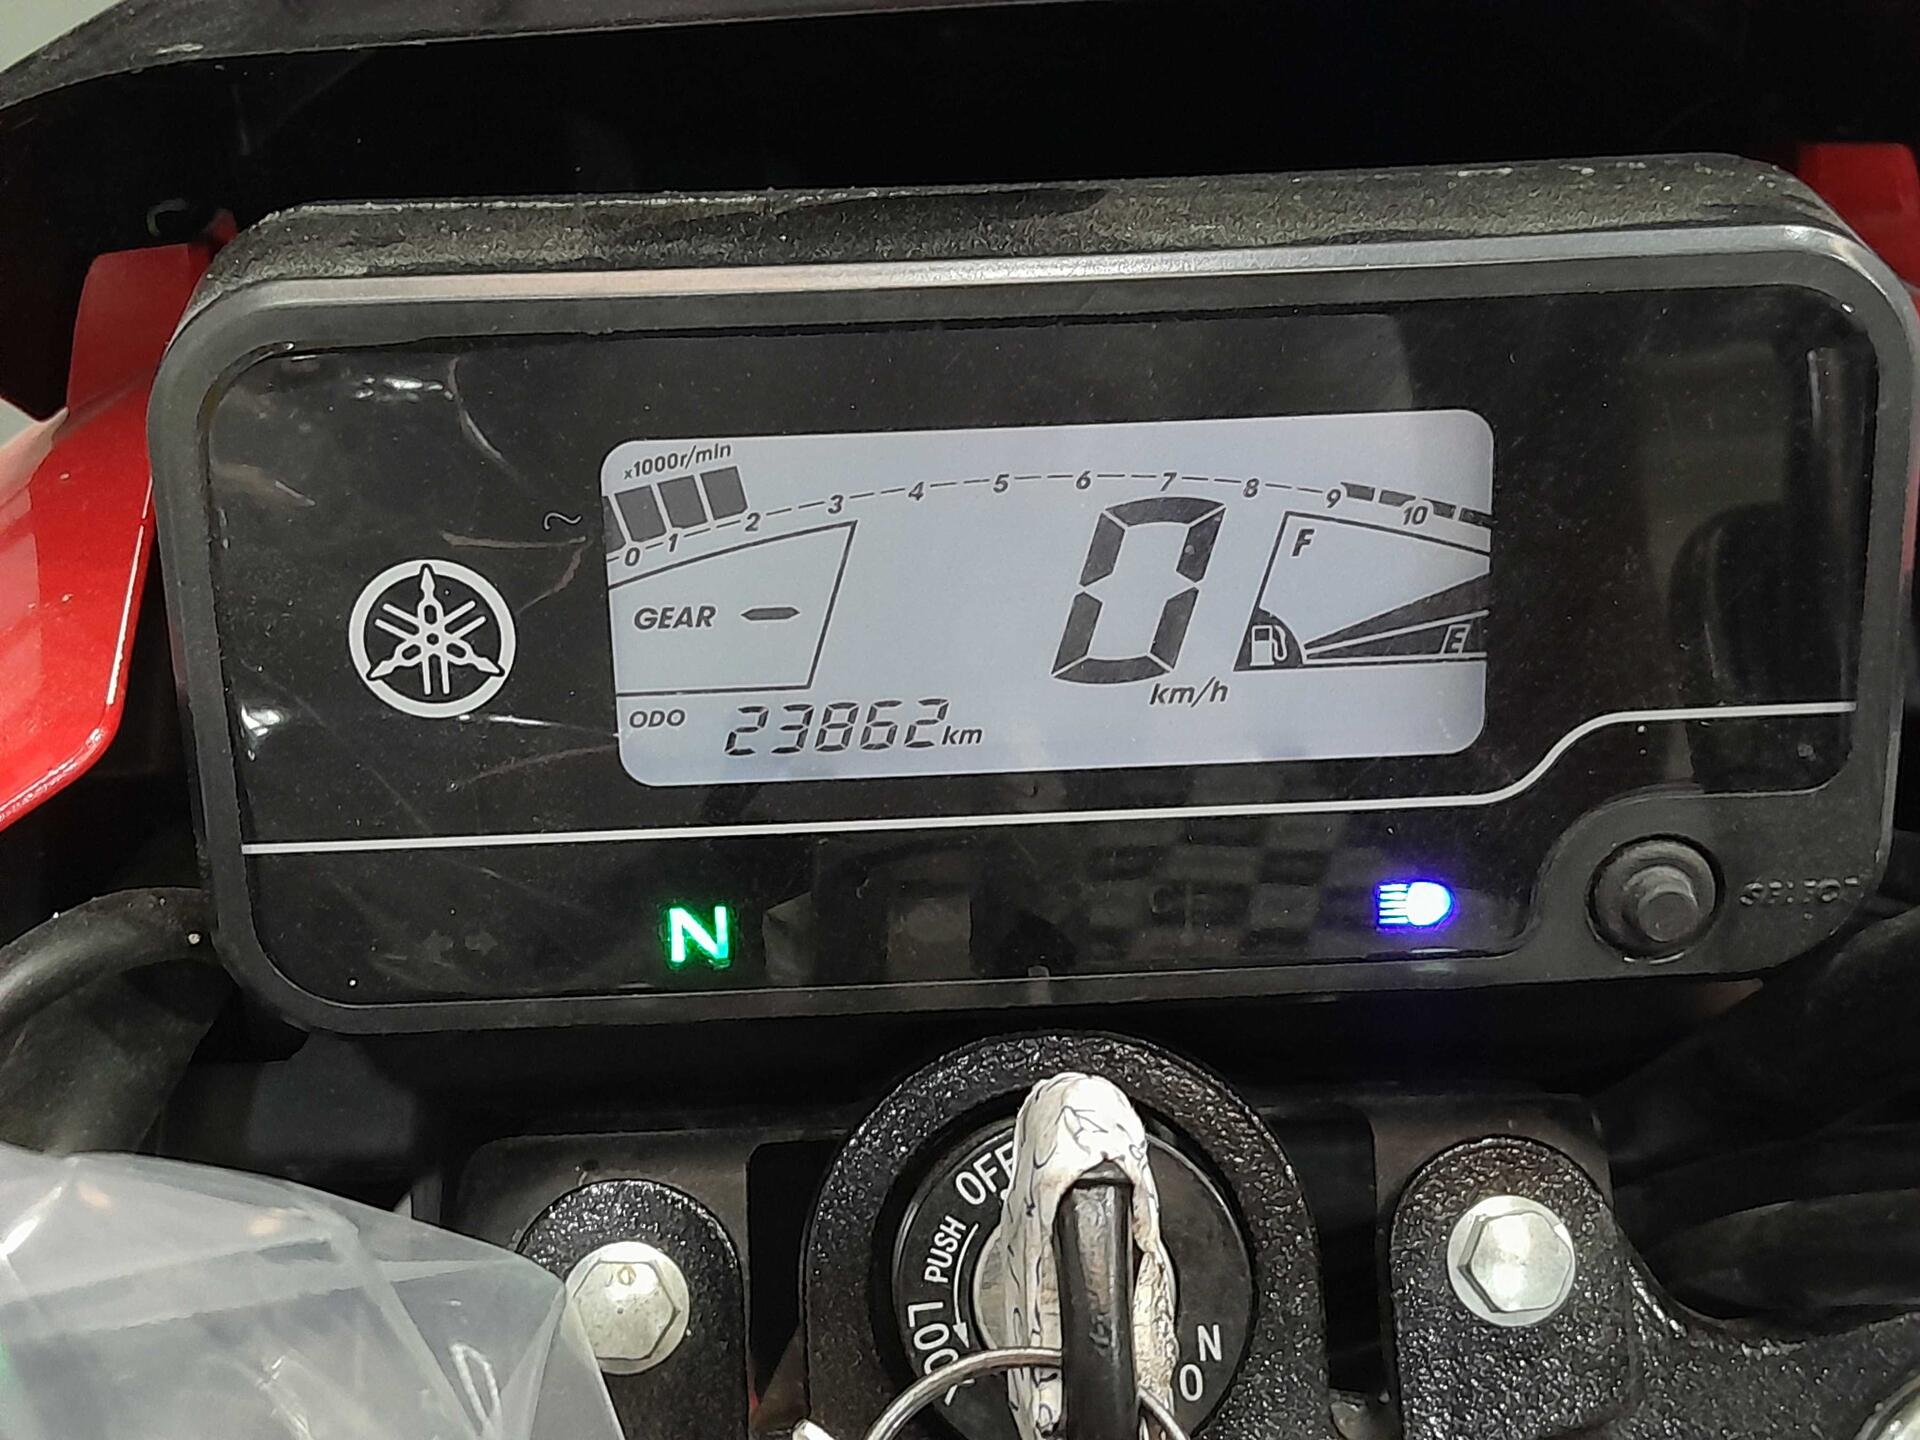 x1000r/min
0 1 2 3 4 5 6 7 8 9 10
GEAR -
0
km/h
F
E
ODO 23862km
N
SELECT
OFF
PUSH
LOCK
ON